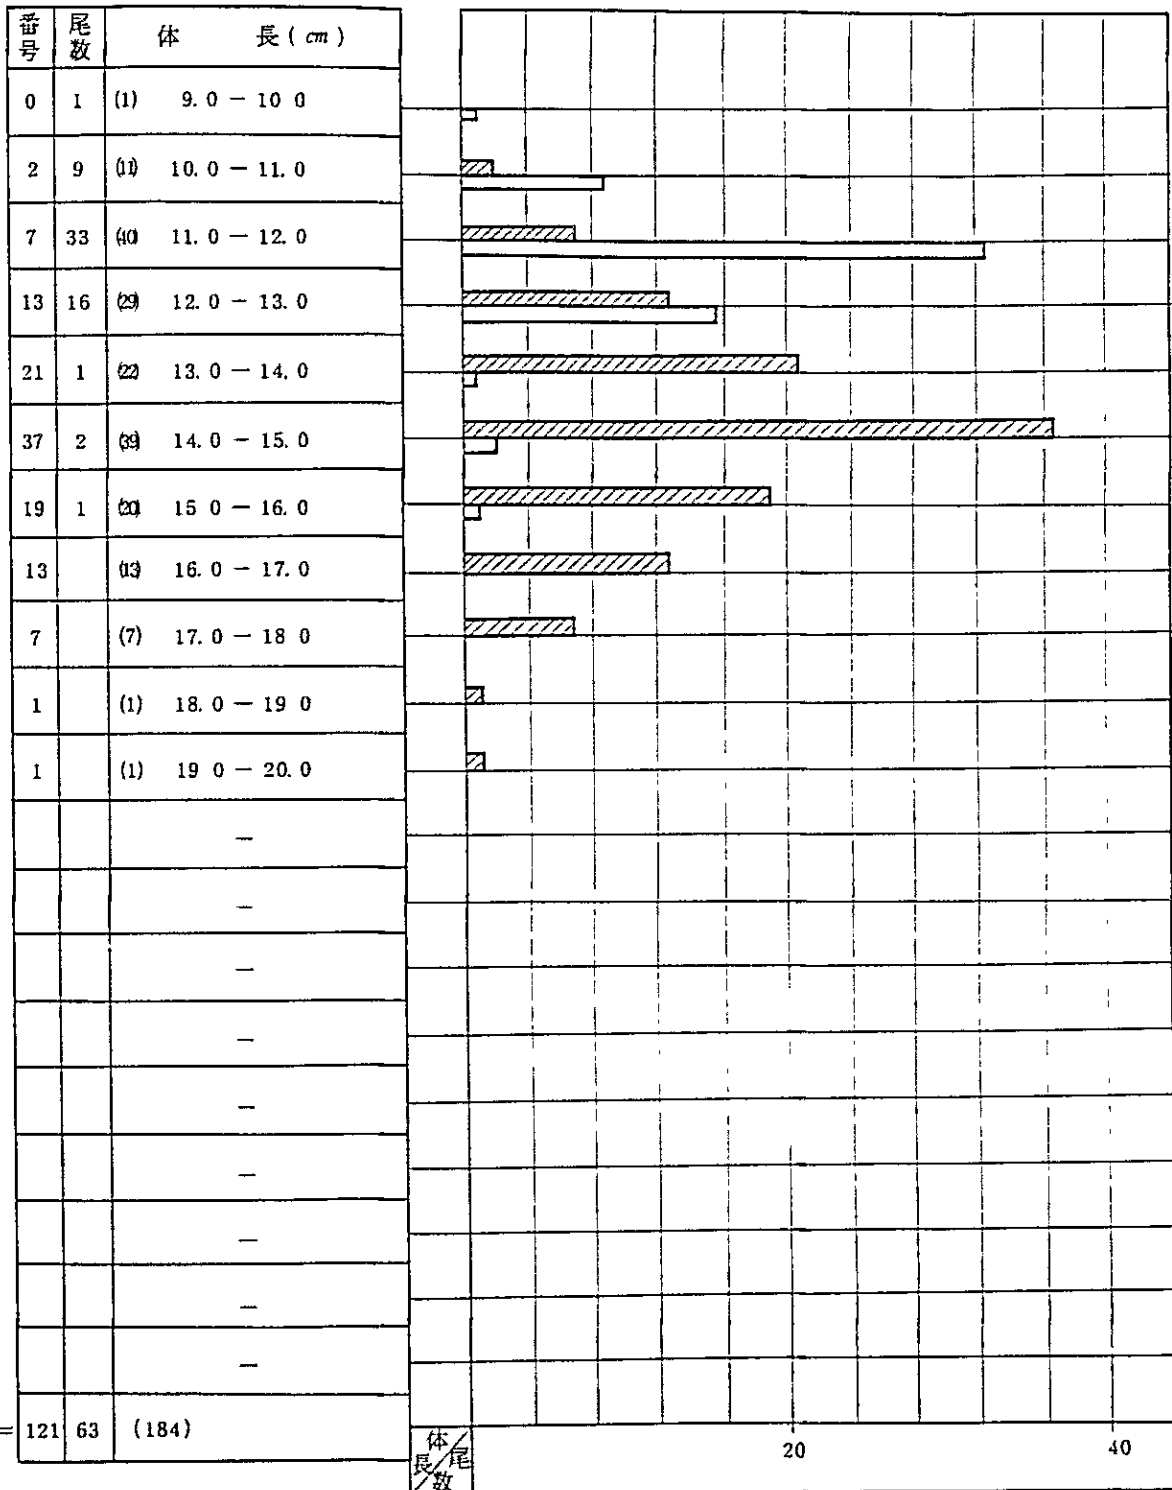 番号 尾数 体 長(cm)
0 1 (1) 9.0 — 10 0
2 9 (11) 10.0 — 11.0
7 33 (40) 11.0 — 12.0
13 16 (29) 12.0 — 13.0
21 1 (22) 13.0 — 14.0
37 2 (39) 14.0 — 15.0
19 1 (20) 15 0 — 16.0
13 (13) 16.0 — 17.0
7 (7) 17.0 — 18 0
1 (1) 18.0 — 19 0
1 (1) 19 0 — 20.0
—
—
—
—
—
—
—
—
—
= 121 63 (184)
体長/尾数 20 40